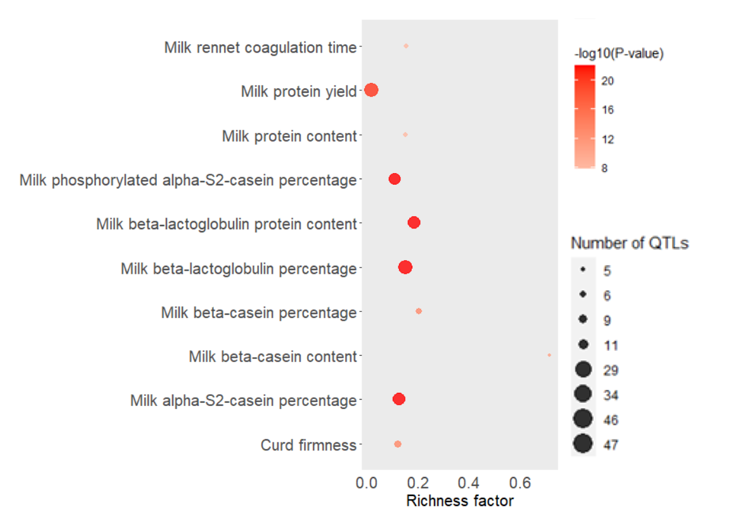 Milk rennet coagulation time
Milk protein yield
Milk protein content
Milk phosphorylated alpha-S2-casein percentage
Milk beta-lactoglobulin protein content
Milk beta-lactoglobulin percentage
Milk beta-casein percentage
Milk beta-casein content
Milk alpha-S2-casein percentage
Curd firmness
0.0 0.2 0.4 0.6
Richness factor
-log10(P-value)
20
16
12
8
Number of QTLs
5
6
9
11
29
34
46
47